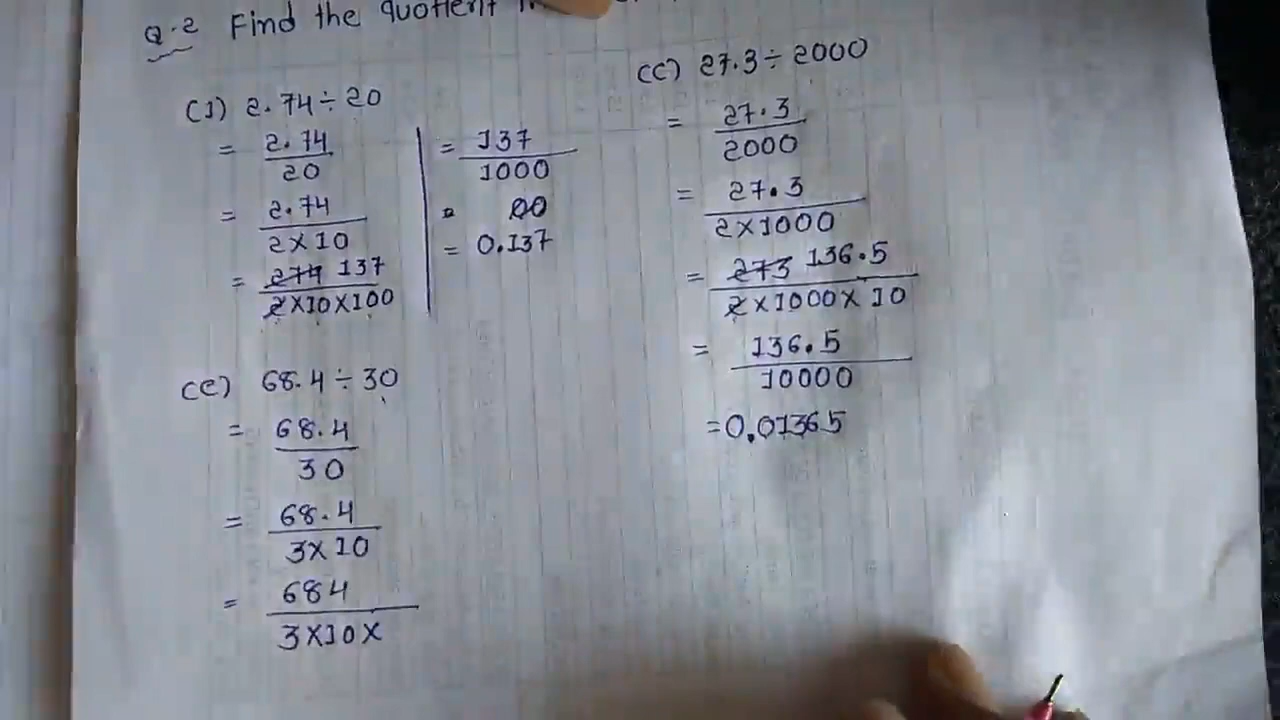 Q.2 Find the quotient
(1) 2.74 ÷ 20
= 2.74 / 20
= 2.74 / 2×10
= 274 137 / 2×10×100
= 137 / 1000
= 00
= 0.137
(e) 68.4 ÷ 30
= 68.4 / 30
= 68.4 / 3×10
= 684 / 3×10×
(c) 27.3 ÷ 2000
= 27.3 / 2000
= 27.3 / 2×1000
= 273 136.5 / 2×1000×10
= 136.5 / 10000
= 0.01365